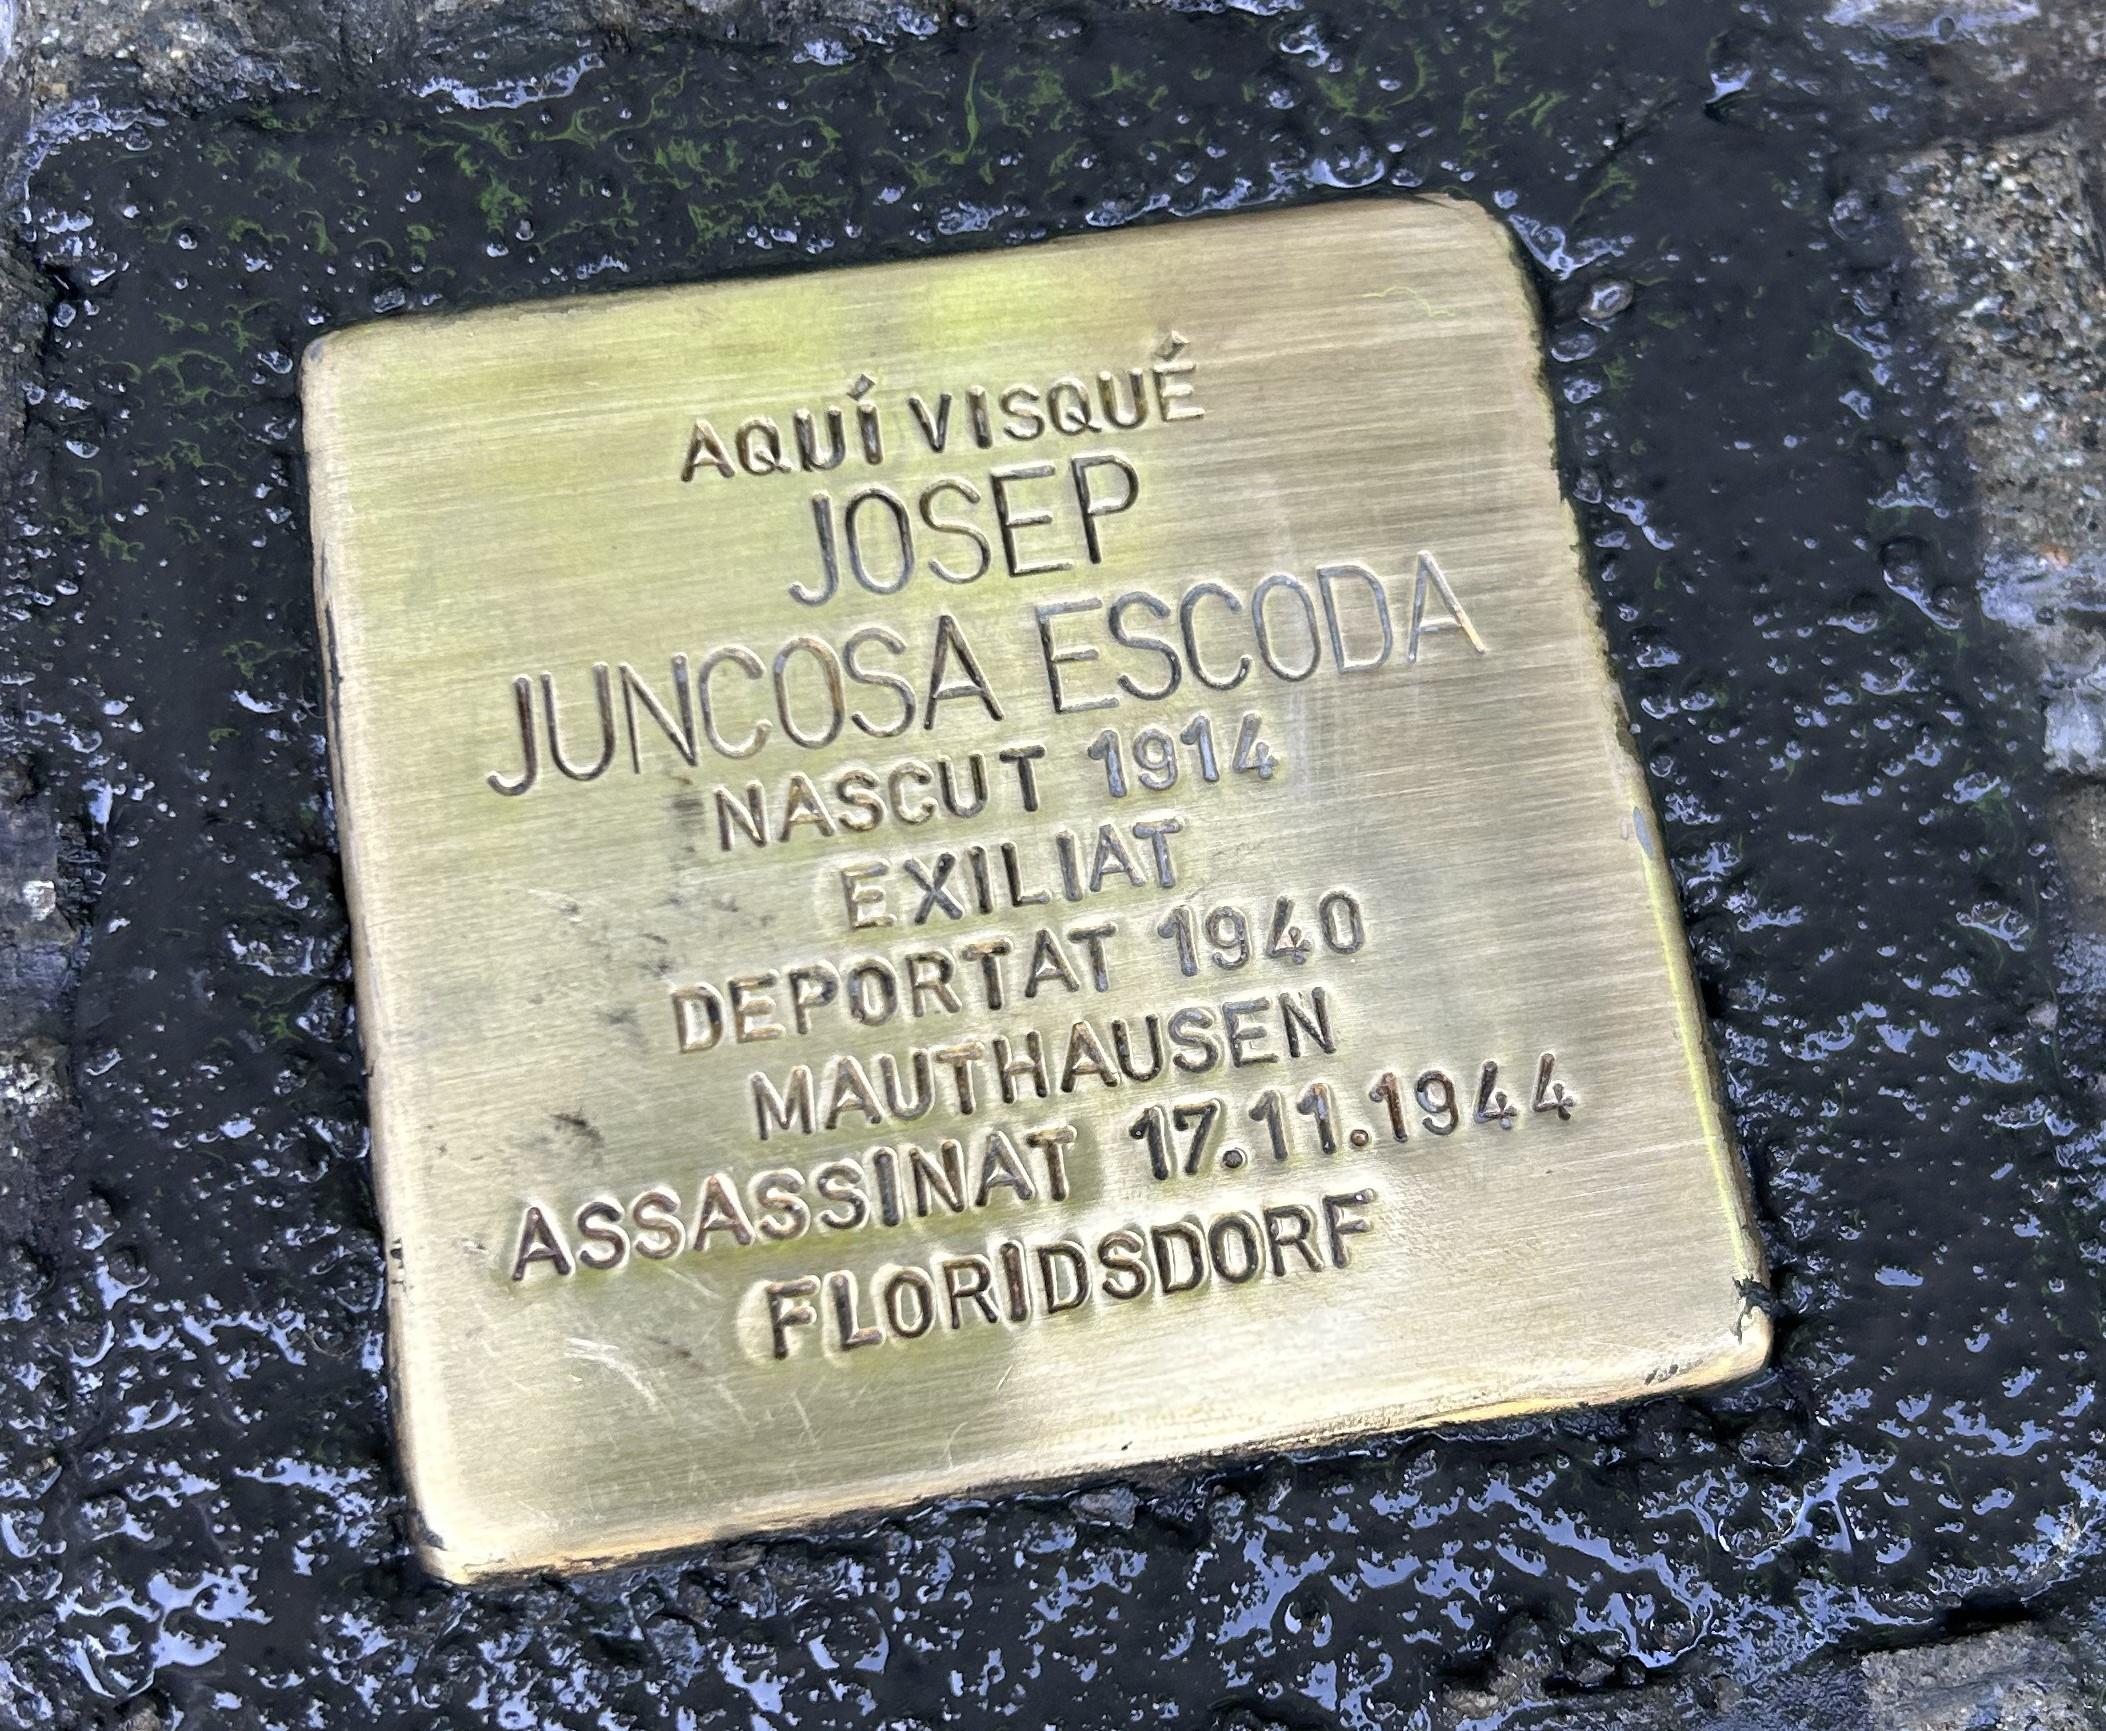 AQUÍ VISQUÉ
JOSEP
JUNCOSA ESCODA
NASCUT 1914
EXILIAT
DEPORTAT 1940
MAUTHAUSEN
ASSASSINAT 17.11.1944
FLORIDSDORF